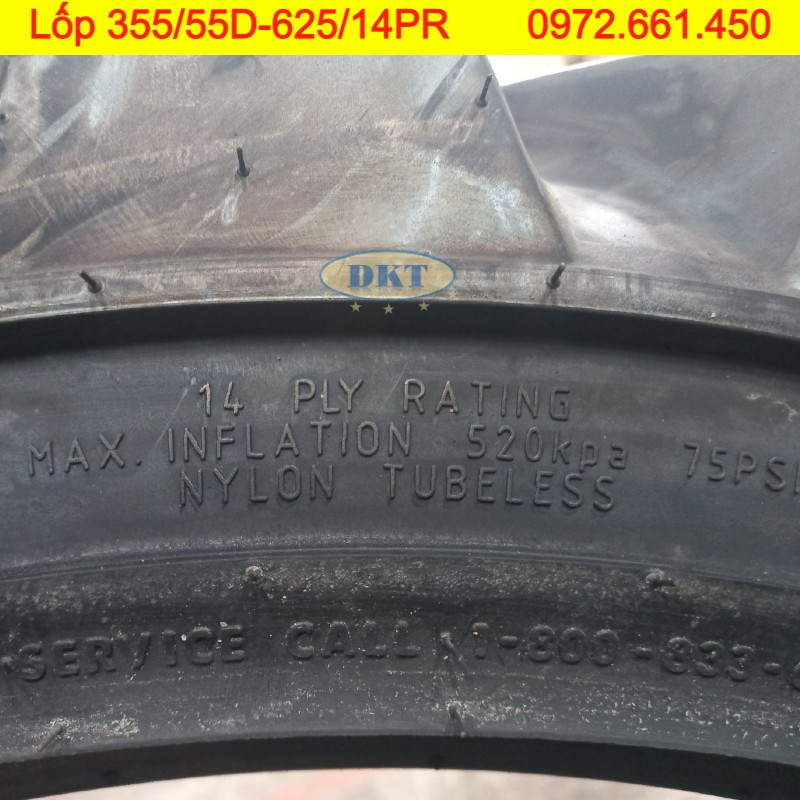 Lốp 355/55D-625/14PR 0972.661.450
DKT
14 PLY RATING
MAX. INFLATION 520kpa 75PSI
NYLON TUBELESS
SERVICE CALL 1-800-833-